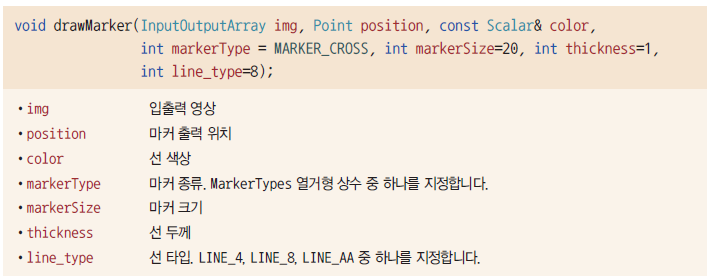 void drawMarker(InputOutputArray img, Point position, const Scalar& color,
int markerType = MARKER_CROSS, int markerSize=20, int thickness=1,
int line_type=8);
• img 입출력 영상
• position 마커 출력 위치
• color 선 색상
• markerType 마커 종류. MarkerTypes 열거형 상수 중 하나를 지정합니다.
• markerSize 마커 크기
• thickness 선 두께
• line_type 선 타입. LINE_4, LINE_8, LINE_AA 중 하나를 지정합니다.